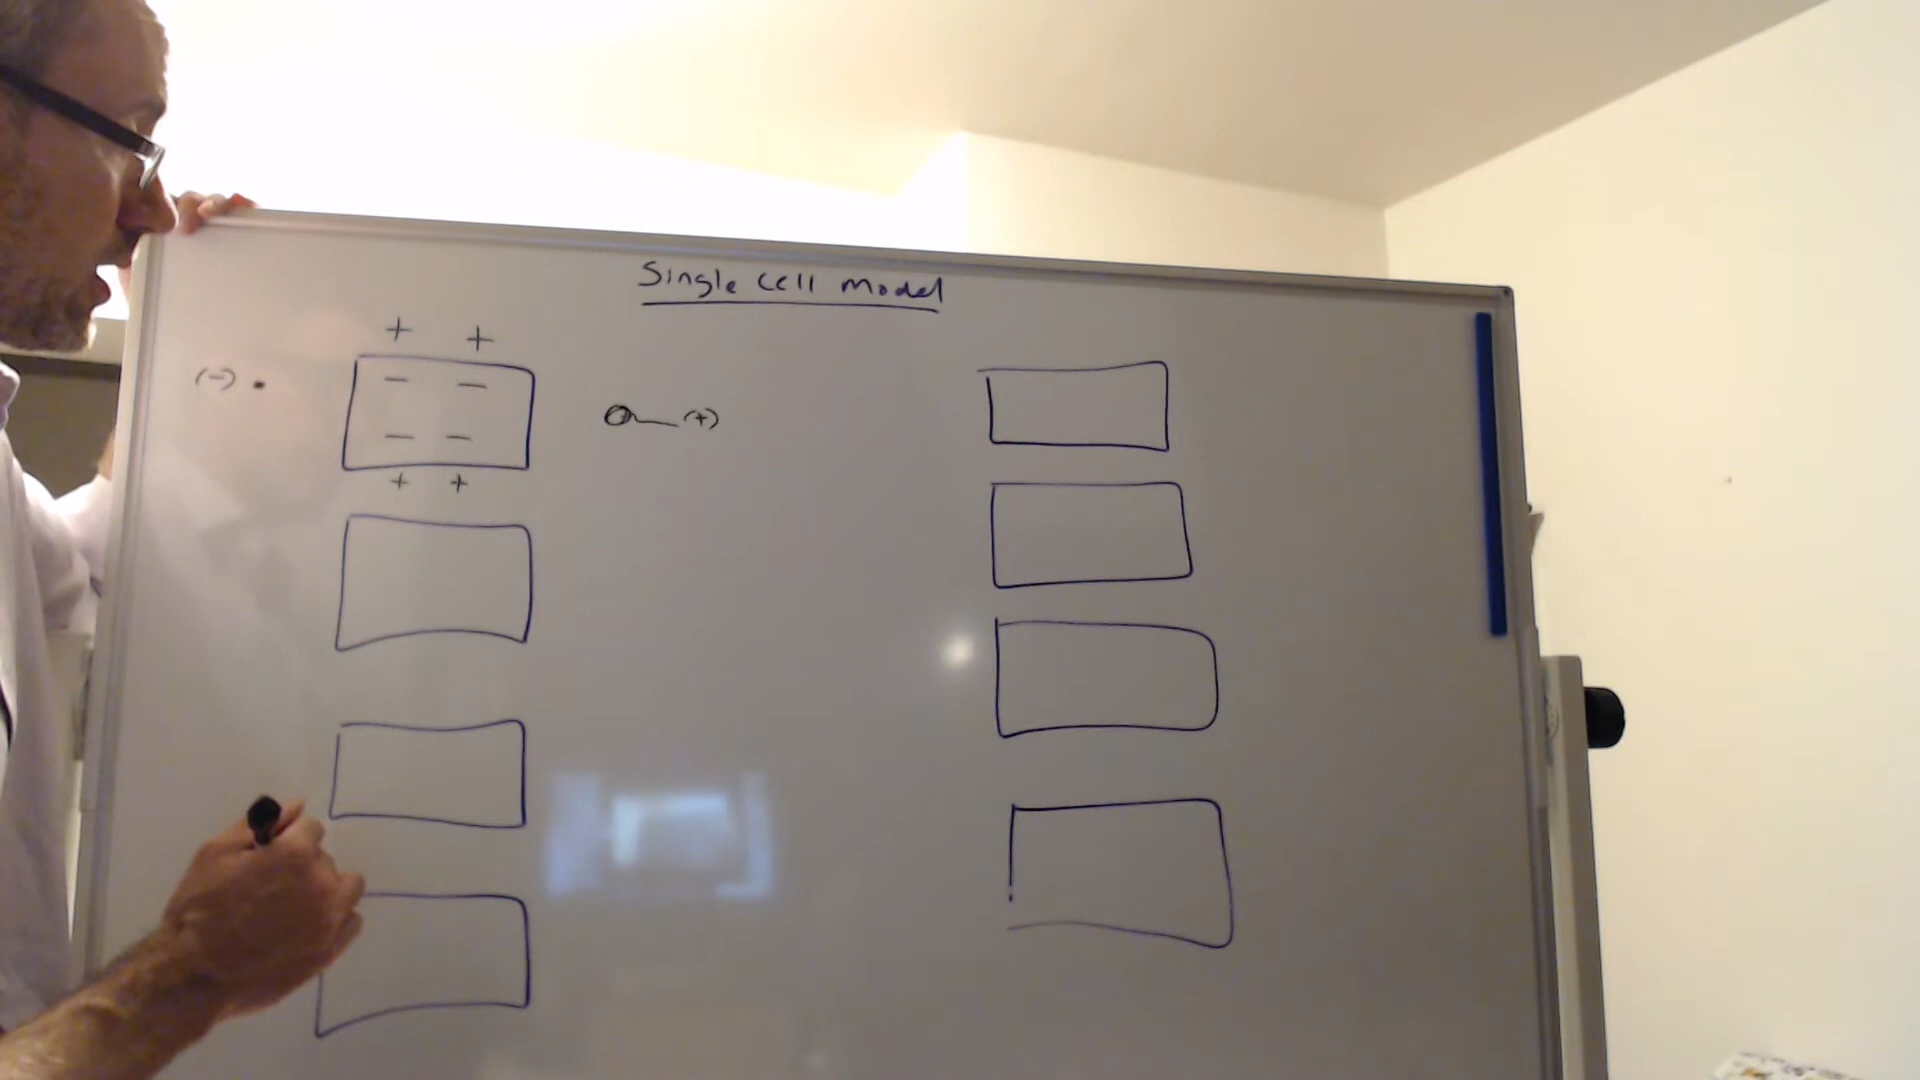 Single Cell Model
+ +
(-) • − −
(+)
− −
+ +